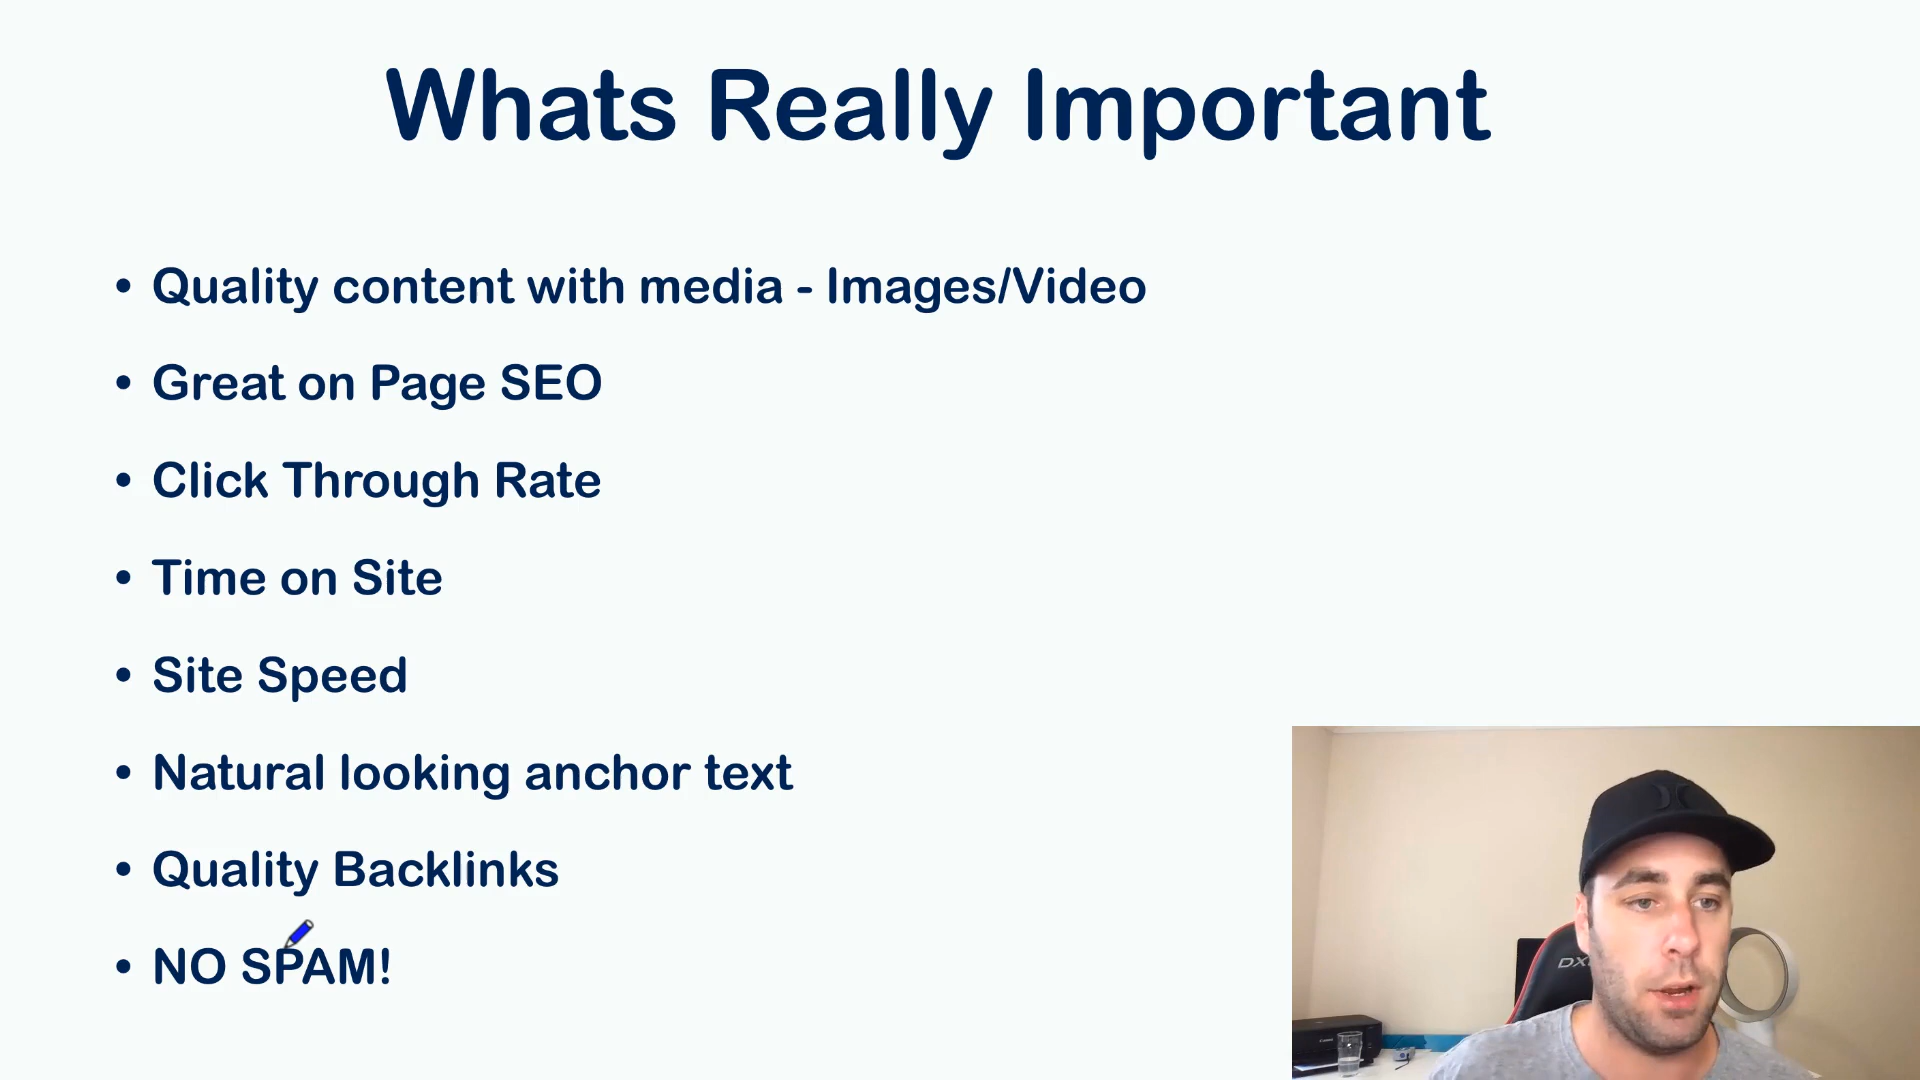 Whats Really Important
• Quality content with media - Images/Video
• Great on Page SEO
• Click Through Rate
• Time on Site
• Site Speed
• Natural looking anchor text
• Quality Backlinks
• NO SPAM!
DX